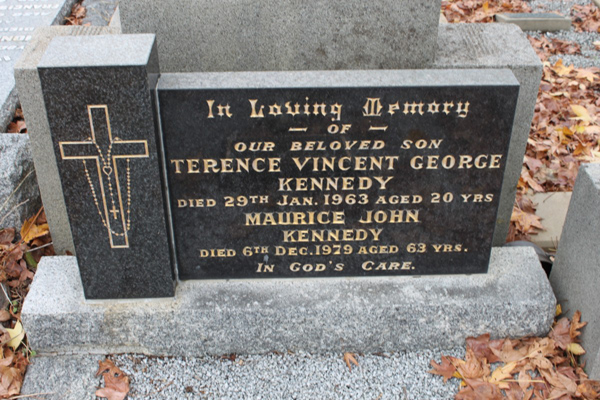 In Loving Memory
— OF —
OUR BELOVED SON
TERENCE VINCENT GEORGE
KENNEDY
DIED 29TH JAN. 1963 AGED 20 YRS
MAURICE JOHN
KENNEDY
DIED 6TH DEC. 1979 AGED 63 YRS.
IN GOD'S CARE.